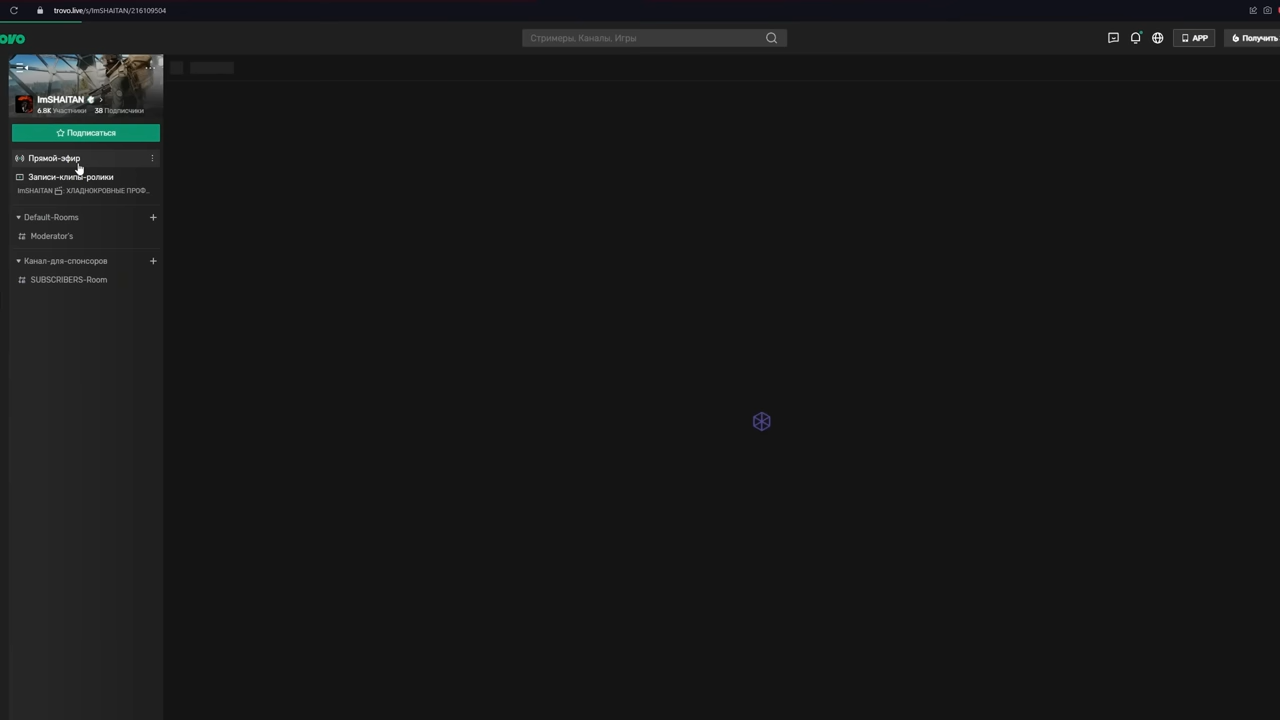 trovo.live/s/ImSHAITAN/216109504
ovo
Стримеры, Каналы, Игры
APP
Получить
ImSHAITAN
6.8K Участники 38 Подписчики
Подписаться
Прямой-эфир
Записи-клипы-ролики
ImSHAITAN ХЛАДНОКРОВНЫЕ ПРОФ...
Default-Rooms
Moderator's
Канал-для-спонсоров
SUBSCRIBERS-Room